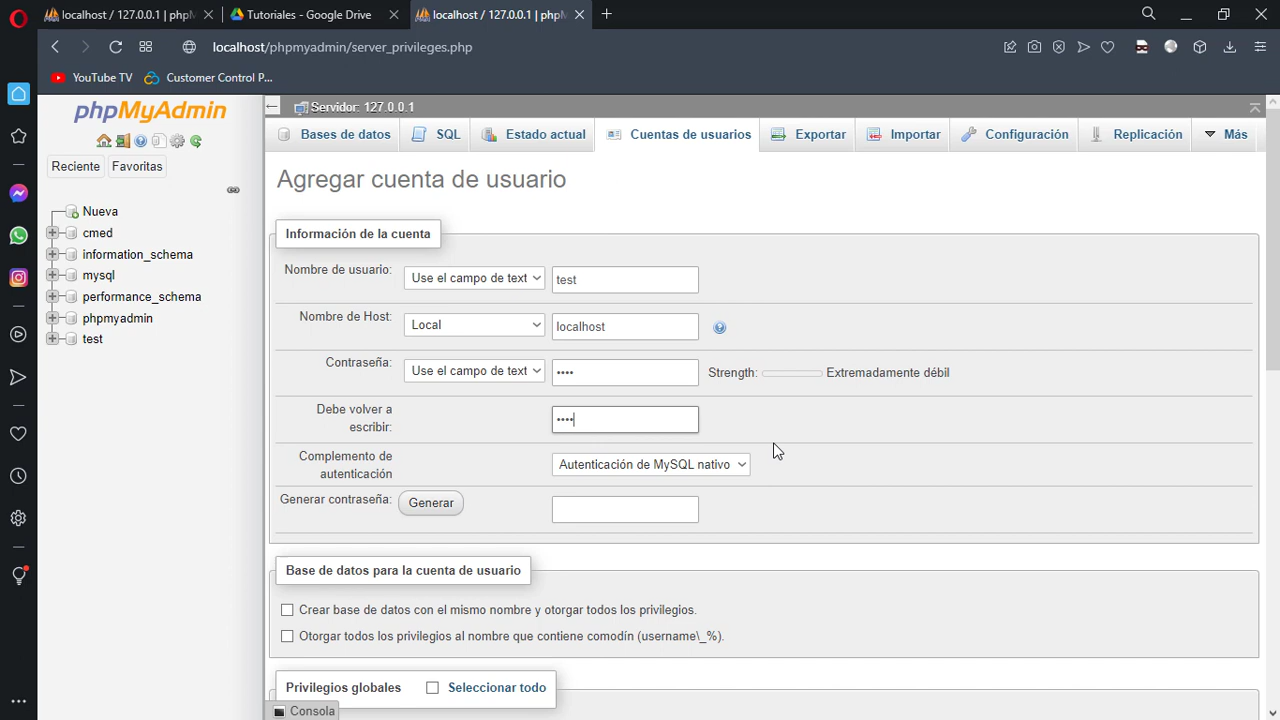 localhost / 127.0.0.1 | phpM
Tutoriales - Google Drive
localhost / 127.0.0.1 | phpM
localhost/phpmyadmin/server_privileges.php
YouTube TV
Customer Control P...
phpMyAdmin
Reciente
Favoritas
Nueva
cmed
information_schema
mysql
performance_schema
phpmyadmin
test
Servidor: 127.0.0.1
Bases de datos
SQL
Estado actual
Cuentas de usuarios
Exportar
Importar
Configuración
Replicación
Más
Agregar cuenta de usuario
Información de la cuenta
Nombre de usuario:
Use el campo de text
test
Nombre de Host:
Local
localhost
Contraseña:
Use el campo de text
••••
Strength:
Extremadamente débil
Debe volver a
escribir:
••••
Complemento de
autenticación
Autenticación de MySQL nativo
Generar contraseña:
Generar
Base de datos para la cuenta de usuario
Crear base de datos con el mismo nombre y otorgar todos los privilegios.
Otorgar todos los privilegios al nombre que contiene comodín (username\_%).
Privilegios globales
Seleccionar todo
Consola